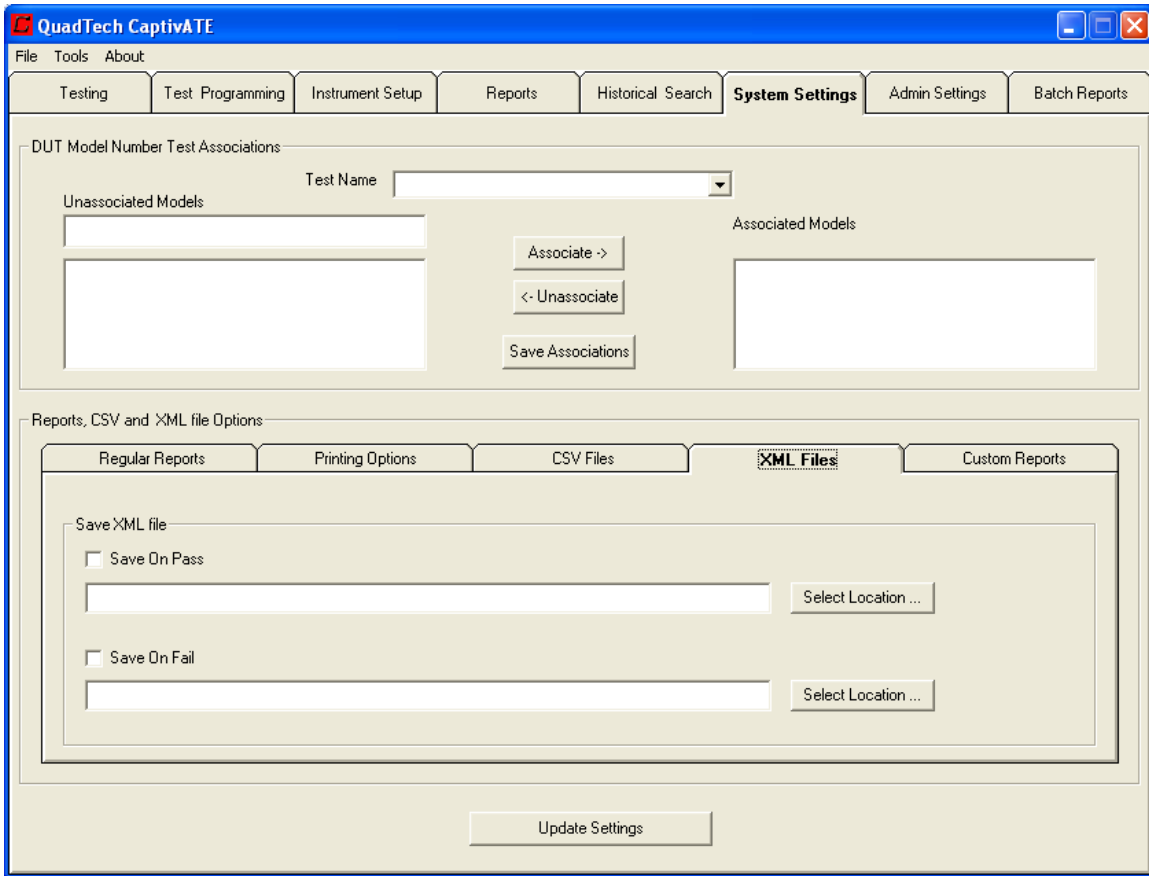 QuadTech CaptivATE
File Tools About
Testing Test Programming Instrument Setup Reports Historical Search System Settings Admin Settings Batch Reports
DUT Model Number Test Associations
Test Name
Unassociated Models
Associated Models
Associate ->
<- Unassociate
Save Associations
Reports, CSV and XML file Options
Regular Reports Printing Options CSV Files XML Files Custom Reports
Save XML file
Save On Pass
Select Location ...
Save On Fail
Select Location ...
Update Settings